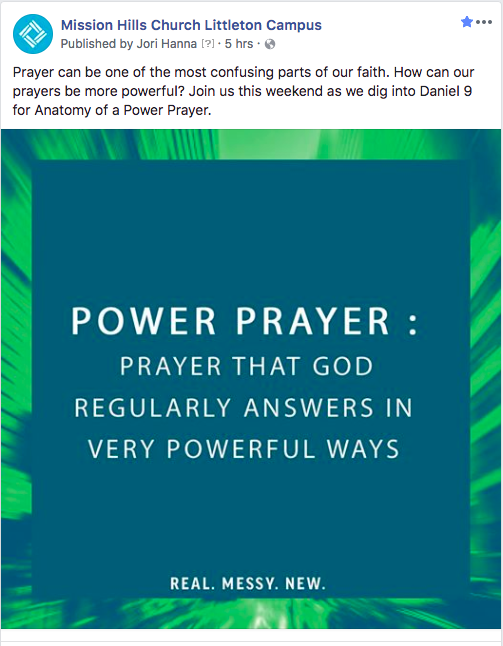 Mission Hills Church Littleton Campus
Published by Jori Hanna [?] · 5 hrs ·
Prayer can be one of the most confusing parts of our faith. How can our
prayers be more powerful? Join us this weekend as we dig into Daniel 9
for Anatomy of a Power Prayer.
POWER PRAYER :
PRAYER THAT GOD
REGULARLY ANSWERS IN
VERY POWERFUL WAYS
REAL. MESSY. NEW.